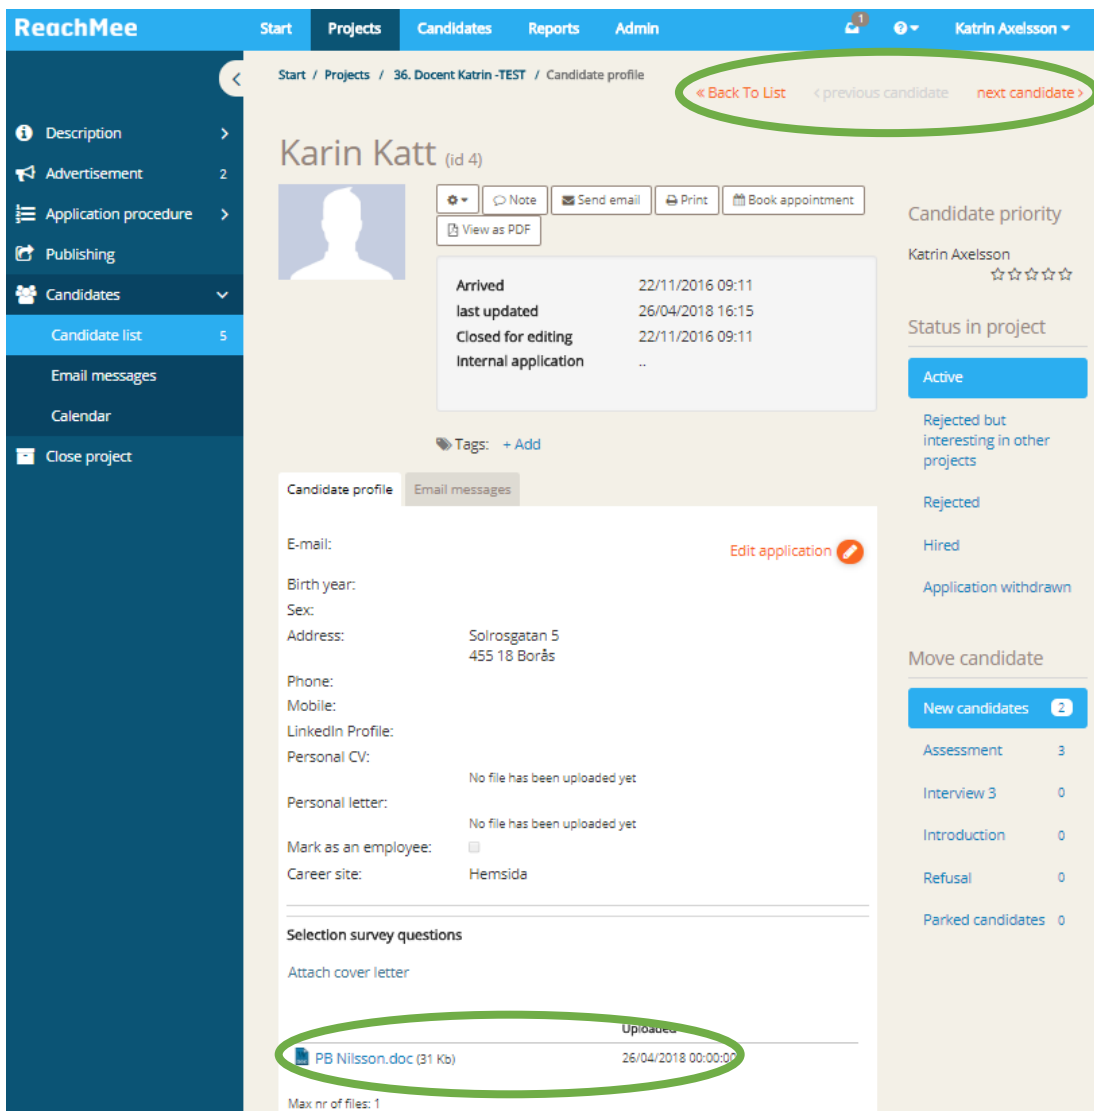 ReachMee
Start Projects Candidates Reports Admin 1 Katrin Axelsson
Start / Projects / 36. Docent Katrin -TEST / Candidate profile
« Back To List < previous candidate next candidate >
Description
Advertisement 2
Application procedure
Publishing
Candidates
Candidate list 5
Email messages
Calendar
Close project
Karin Katt (id 4)
Note Send email Print Book appointment
View as PDF
Arrived 22/11/2016 09:11
last updated 26/04/2018 16:15
Closed for editing 22/11/2016 09:11
Internal application ..
Tags: + Add
Candidate profile Email messages
E-mail:
Edit application
Birth year:
Sex:
Address: Solrosgatan 5
455 18 Borås
Phone:
Mobile:
LinkedIn Profile:
Personal CV:
No file has been uploaded yet
Personal letter:
No file has been uploaded yet
Mark as an employee:
Career site: Hemsida
Selection survey questions
Attach cover letter
Uploaded
PB Nilsson.doc (31 Kb) 26/04/2018 00:00:00
Max nr of files: 1
Candidate priority
Katrin Axelsson
Status in project
Active
Rejected but
interesting in other
projects
Rejected
Hired
Application withdrawn
Move candidate
New candidates 2
Assessment 3
Interview 3 0
Introduction 0
Refusal 0
Parked candidates 0